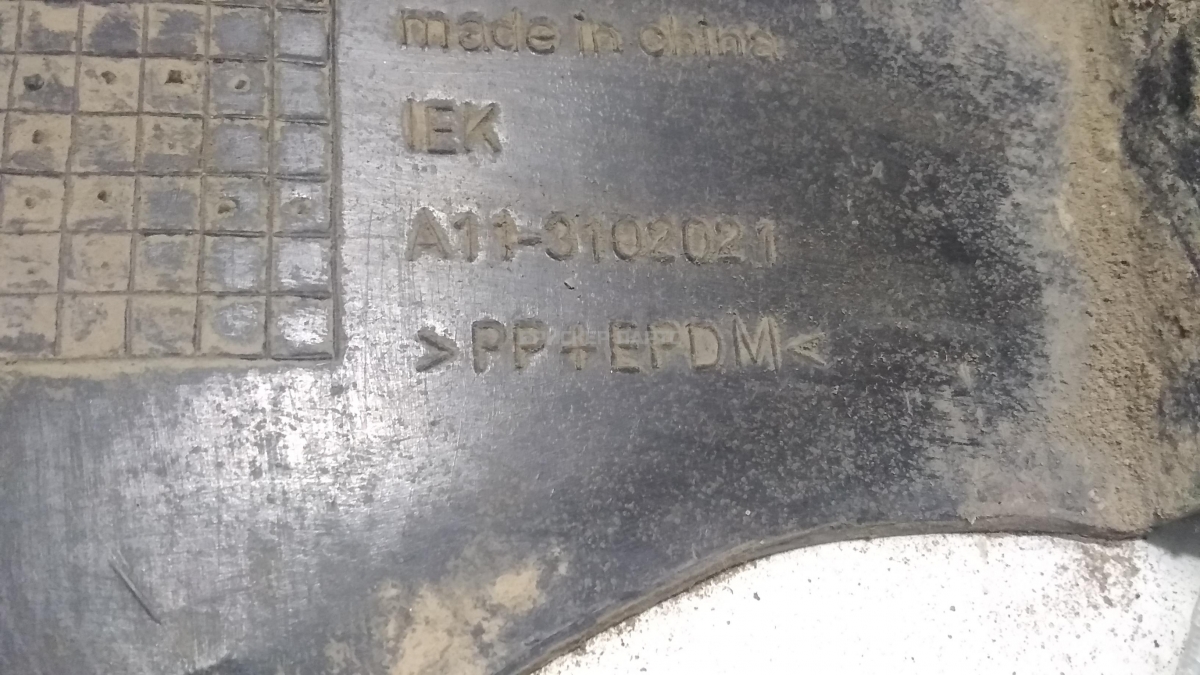 made in china
IEK
A11-3102021
>PP+EPDM<